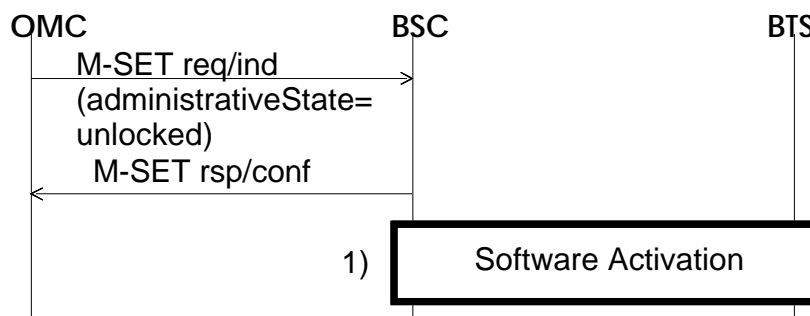 OMC BSC BTS
M-SET req/ind
(administrativeState=
unlocked)
M-SET rsp/conf
1) Software Activation